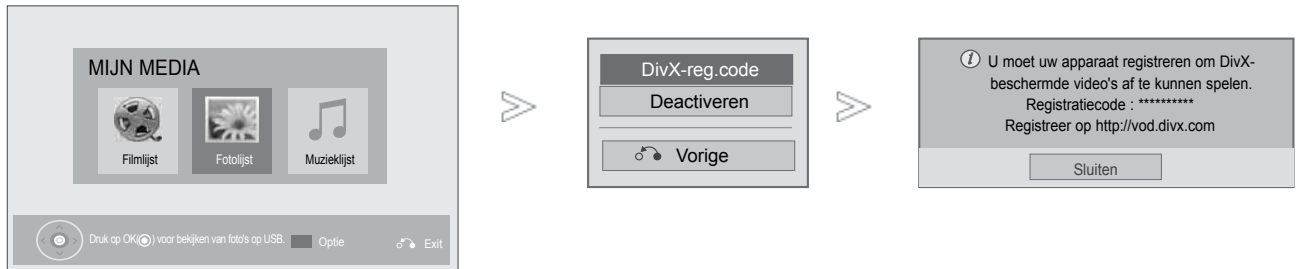 MIJN MEDIA
Filmlijst
Fotolijst
Muzieklijst
Druk op OK(◉) voor bekijken van foto's op USB.
Optie
Exit
DivX-reg.code
Deactiveren
Vorige
U moet uw apparaat registreren om DivX-
beschermde video's af te kunnen spelen.
Registratiecode : **********
Registreer op http://vod.divx.com
Sluiten